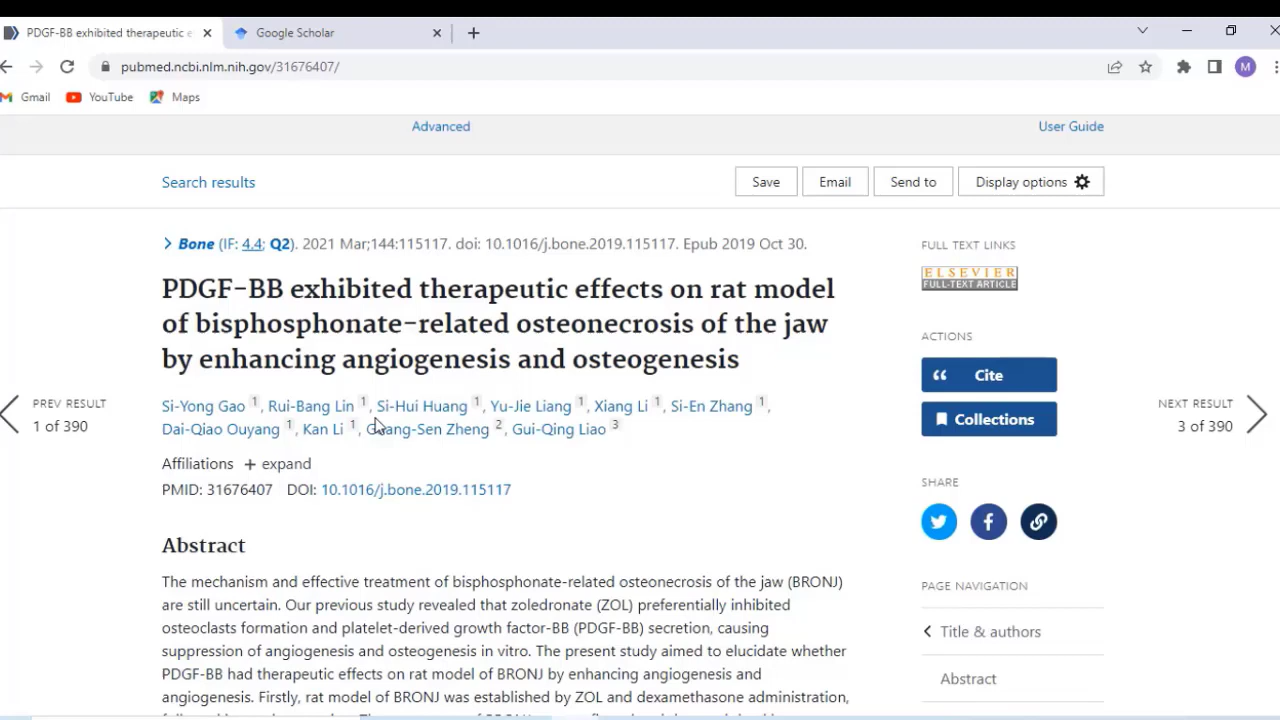 PDGF-BB exhibited therapeutic e
Google Scholar
pubmed.ncbi.nlm.nih.gov/31676407/
M
Gmail YouTube Maps
Advanced
User Guide
Search results
Save Email Send to Display options
Bone (IF: 4.4; Q2). 2021 Mar;144:115117. doi: 10.1016/j.bone.2019.115117. Epub 2019 Oct 30.
PDGF-BB exhibited therapeutic effects on rat model
of bisphosphonate-related osteonecrosis of the jaw
by enhancing angiogenesis and osteogenesis
Si-Yong Gao 1, Rui-Bang Lin 1, Si-Hui Huang 1, Yu-Jie Liang 1, Xiang Li 1, Si-En Zhang 1,
Dai-Qiao Ouyang 1, Kan Li 1, Guang-Sen Zheng 2, Gui-Qing Liao 3
Affiliations + expand
PMID: 31676407 DOI: 10.1016/j.bone.2019.115117
Abstract
The mechanism and effective treatment of bisphosphonate-related osteonecrosis of the jaw (BRONJ)
are still uncertain. Our previous study revealed that zoledronate (ZOL) preferentially inhibited
osteoclasts formation and platelet-derived growth factor-BB (PDGF-BB) secretion, causing
suppression of angiogenesis and osteogenesis in vitro. The present study aimed to elucidate whether
PDGF-BB had therapeutic effects on rat model of BRONJ by enhancing angiogenesis and
angiogenesis. Firstly, rat model of BRONJ was established by ZOL and dexamethasone administration,
PREV RESULT
1 of 390
NEXT RESULT
3 of 390
FULL TEXT LINKS
ELSEVIER
FULL-TEXT ARTICLE
ACTIONS
Cite
Collections
SHARE
PAGE NAVIGATION
Title & authors
Abstract